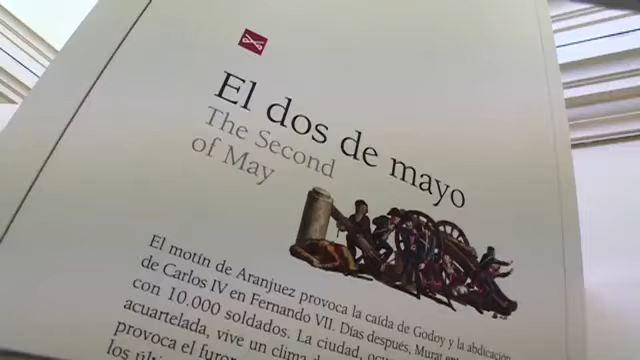 El dos de mayo
The Second
of May
El motín de Aranjuez provoca la caída de Godoy y la abdicación
de Carlos IV en Fernando VII. Días después, Murat
con 10.000 soldados. La ciudad,
acuartelada, vive un clima
provoca el furor
los